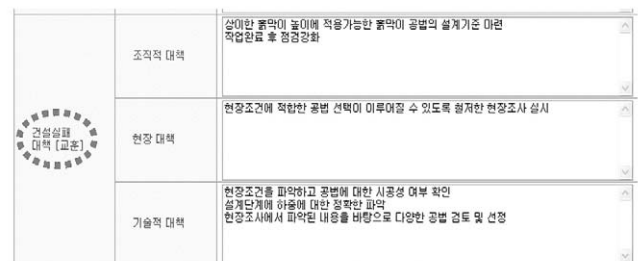 조직적 대책
상이한 흙막이 높이에 적용가능한 흙막이 공법의 설계기준 마련
작업완료 후 점검강화
건설실패
대책 [교훈]
현장 대책
현장조건에 적합한 공법 선택이 이루어질 수 있도록 철저한 현장조사 실시
기술적 대책
현장조건을 파악하고 공법에 대한 시공성 여부 확인
설계단계에 하중에 대한 정확한 파악
현장조사에서 파악된 내용을 바탕으로 다양한 공법 검토 및 선정